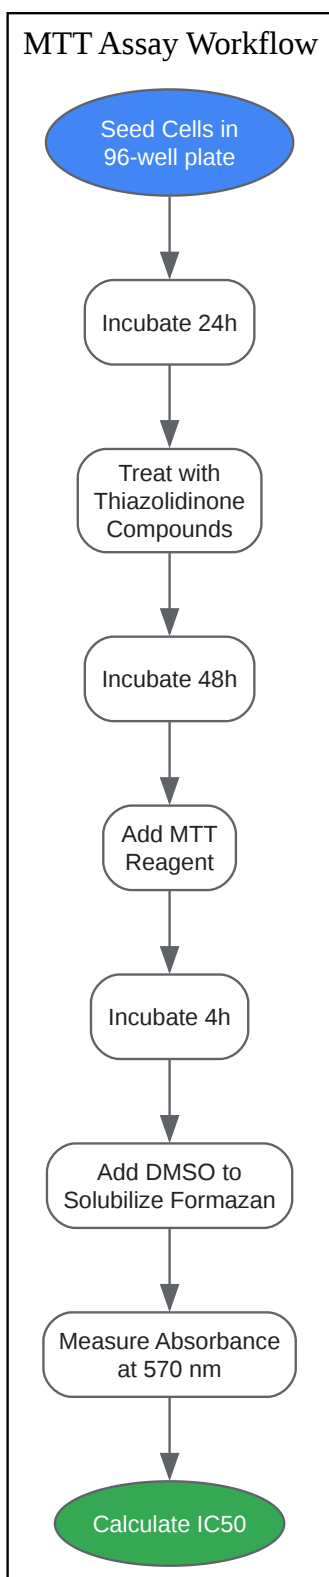 MTT Assay Workflow
Seed Cells in
96-well plate
Incubate 24h
Treat with
Thiazolidinone
Compounds
Incubate 48h
Add MTT
Reagent
Incubate 4h
Add DMSO to
Solubilize Formazan
Measure Absorbance
at 570 nm
Calculate IC50